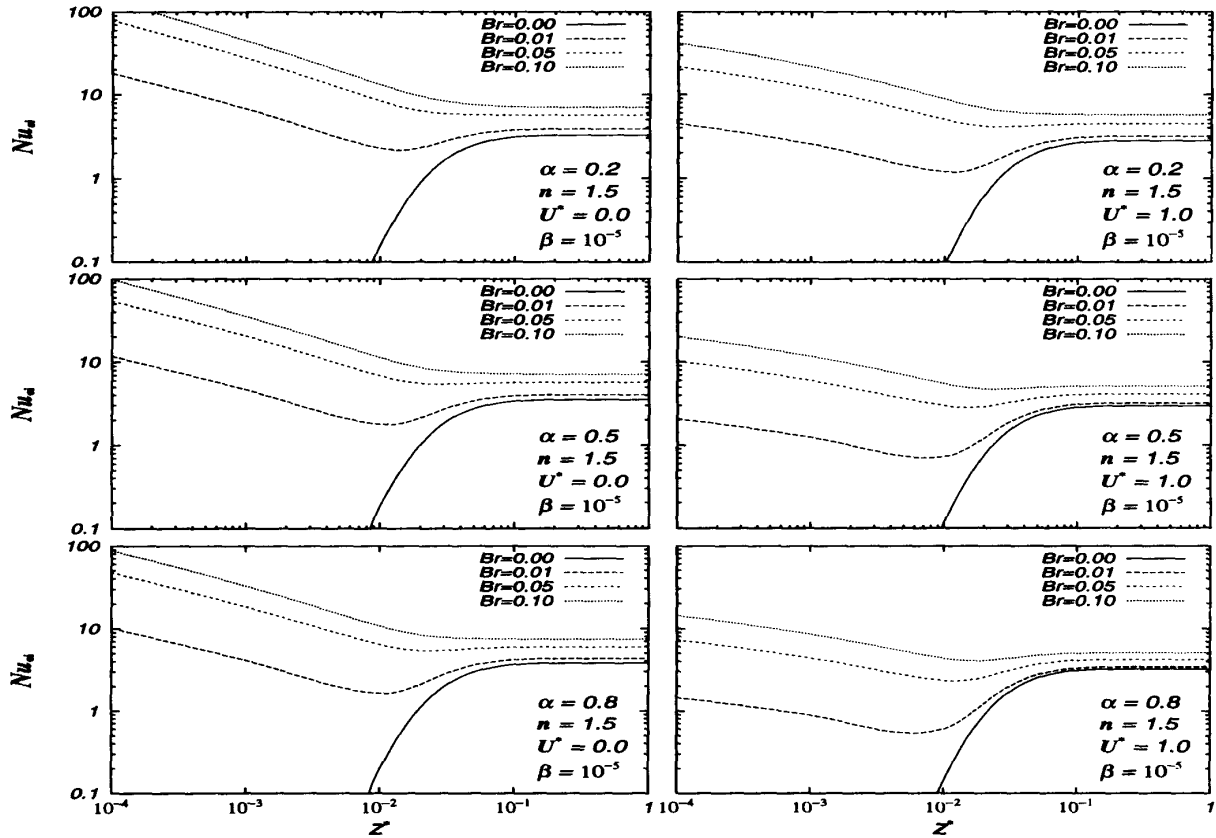 100
10
1
0.1
Br=0.00
Br=0.01
Br=0.05
Br=0.10
α = 0.2
n = 1.5
U* = 0.0
β = 10⁻⁵
Br=0.00
Br=0.01
Br=0.05
Br=0.10
α = 0.2
n = 1.5
U* = 1.0
β = 10⁻⁵
100
10
1
0.1
Br=0.00
Br=0.01
Br=0.05
Br=0.10
α = 0.5
n = 1.5
U* = 0.0
β = 10⁻⁵
Br=0.00
Br=0.01
Br=0.05
Br=0.10
α = 0.5
n = 1.5
U* = 1.0
β = 10⁻⁵
100
10
1
0.1
Br=0.00
Br=0.01
Br=0.05
Br=0.10
α = 0.8
n = 1.5
U* = 0.0
β = 10⁻⁵
10⁻⁴ 10⁻³ 10⁻² 10⁻¹ 1
z*
Br=0.00
Br=0.01
Br=0.05
Br=0.10
α = 0.8
n = 1.5
U* = 1.0
β = 10⁻⁵
10⁻⁴ 10⁻³ 10⁻² 10⁻¹ 1
z*